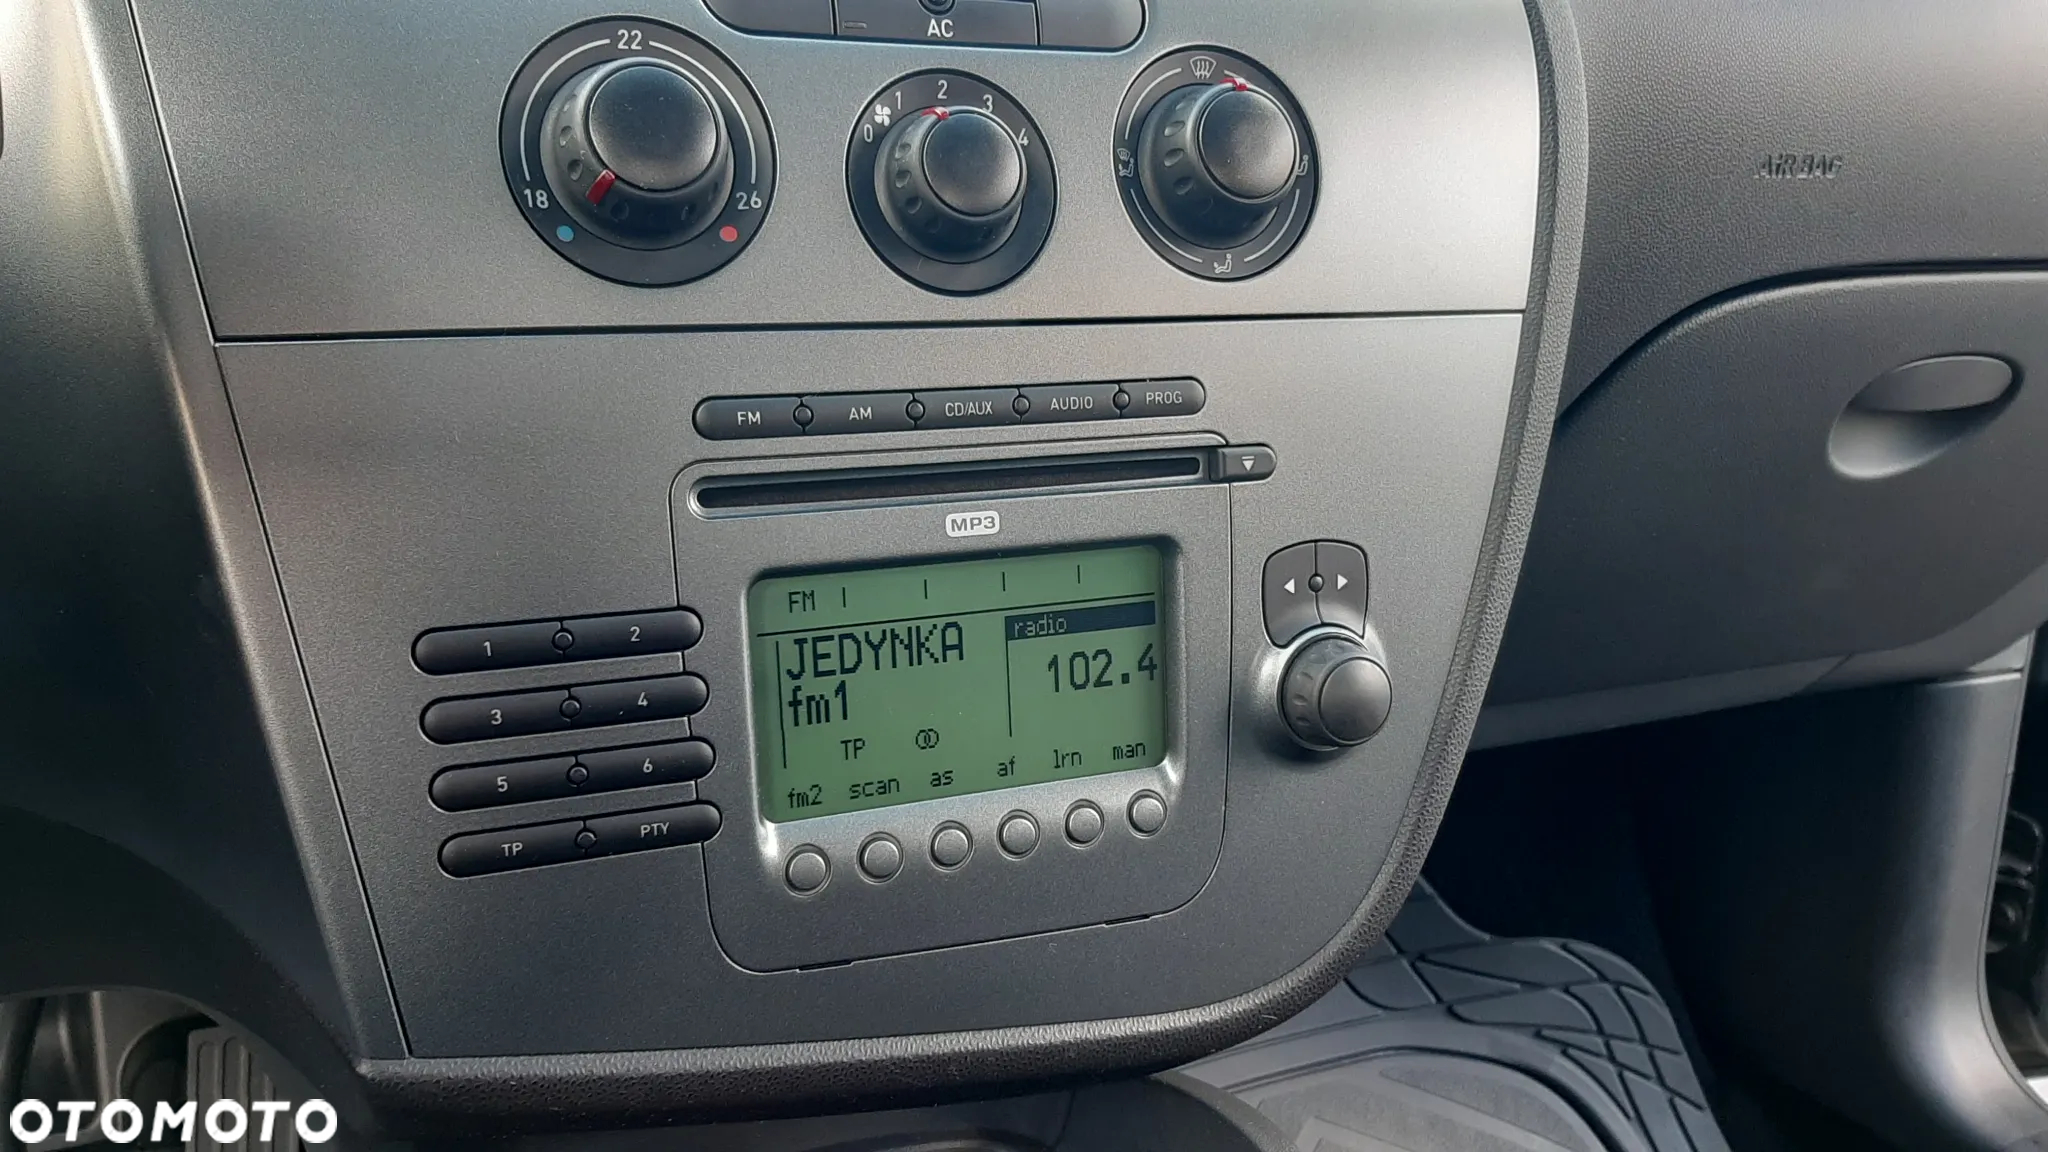 AC
22
18
26
0
1
2
3
4
AIRBAG
FM
AM
CD/AUX
AUDIO
PROG
MP3
FM
JEDYNKA
radio
fm1
102.4
TP
fm2 scan as af lrn man
1
2
3
4
5
6
TP
PTY
OTOMOTO